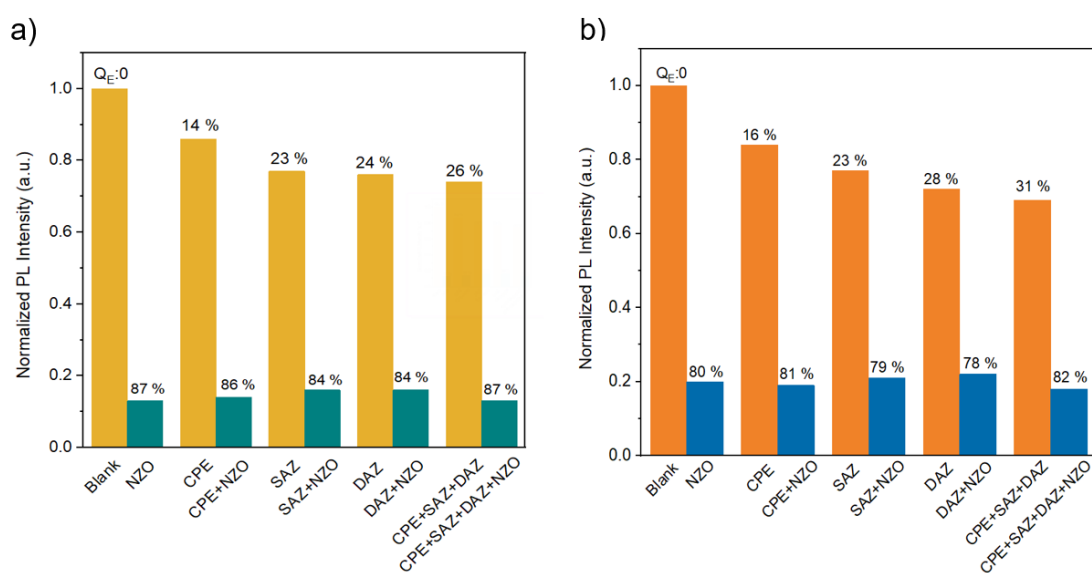 a)
Normalized PL Intensity (a.u.)
1.0
0.8
0.6
0.4
0.2
0.0
Q_E:0
14 %
23 %
24 %
26 %
87 %
86 %
84 %
84 %
87 %
Blank
NZO
CPE
CPE+NZO
SAZ
SAZ+NZO
DAZ
DAZ+NZO
CPE+SAZ+DAZ
CPE+SAZ+DAZ+NZO
b)
Normalized PL Intensity (a.u.)
1.0
0.8
0.6
0.4
0.2
0.0
Q_E:0
16 %
23 %
28 %
31 %
80 %
81 %
79 %
78 %
82 %
Blank
NZO
CPE
CPE+NZO
SAZ
SAZ+NZO
DAZ
DAZ+NZO
CPE+SAZ+DAZ
CPE+SAZ+DAZ+NZO